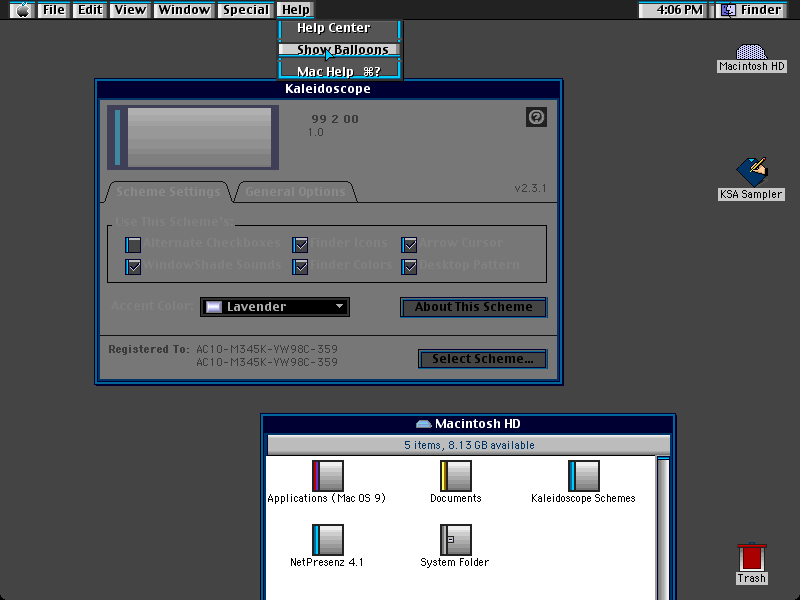 File Edit View Window Special Help 4:06 PM Finder
Help Center
Show Balloons
Mac Help ⌘?
Kaleidoscope
Macintosh HD
99 2 00
1.0
KSA Sampler
Scheme Settings General Options v2.3.1
Use This Scheme's:
Alternate Checkboxes Finder Icons Arrow Cursor
WindowShade Sounds Finder Colors Desktop Pattern
Accent Color: Lavender About This Scheme
Registered To: AC10-M345K-VW98C-359
AC10-M345K-VW98C-359
Select Scheme...
Macintosh HD
5 items, 8.13 GB available
Applications (Mac OS 9) Documents Kaleidoscope Schemes
NetPresenz 4.1 System Folder
Trash